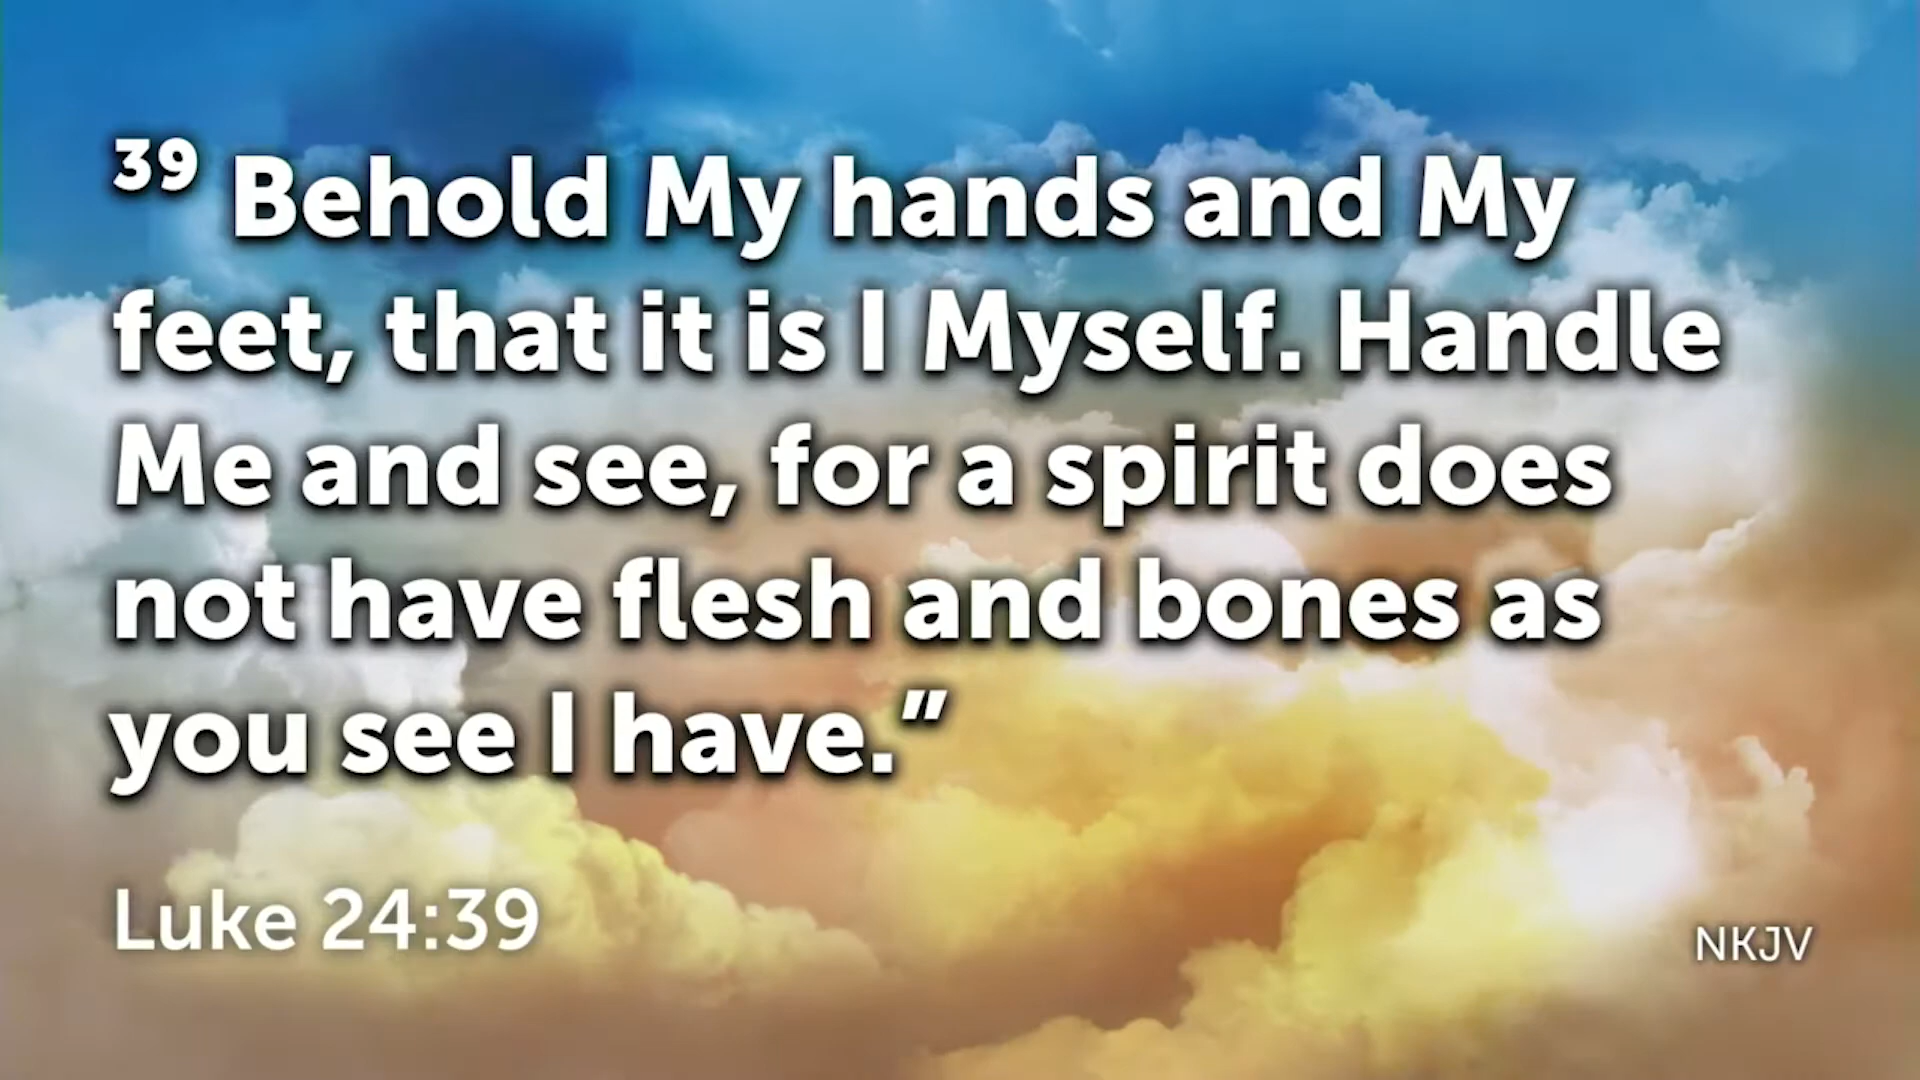 39 Behold My hands and My
feet, that it is I Myself. Handle
Me and see, for a spirit does
not have flesh and bones as
you see I have.”
Luke 24:39
NKJV